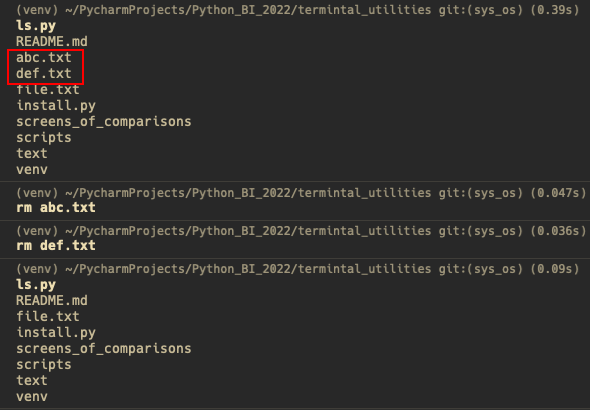 (venv) ~/PycharmProjects/Python_BI_2022/termintal_utilities git:(sys_os) (0.39s)
ls.py
README.md
abc.txt
def.txt
file.txt
install.py
screens_of_comparisons
scripts
text
venv
(venv) ~/PycharmProjects/Python_BI_2022/termintal_utilities git:(sys_os) (0.047s)
rm abc.txt
(venv) ~/PycharmProjects/Python_BI_2022/termintal_utilities git:(sys_os) (0.036s)
rm def.txt
(venv) ~/PycharmProjects/Python_BI_2022/termintal_utilities git:(sys_os) (0.09s)
ls.py
README.md
file.txt
install.py
screens_of_comparisons
scripts
text
venv